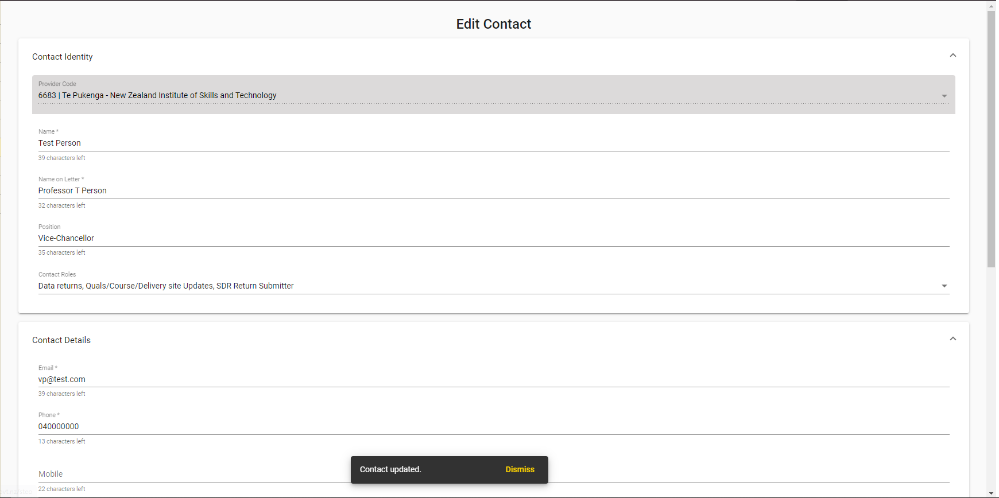 Edit Contact
Contact Identity
Provider Code
6683 | Te Pukenga - New Zealand Institute of Skills and Technology
Name *
Test Person
39 characters left
Name on Letter *
Professor T Person
32 characters left
Position
Vice-Chancellor
35 characters left
Contact Roles
Data returns, Quals/Course/Delivery site Updates, SDR Return Submitter
Contact Details
Email *
vp@test.com
39 characters left
Phone *
040000000
13 characters left
Contact updated. Dismiss
Mobile
22 characters left